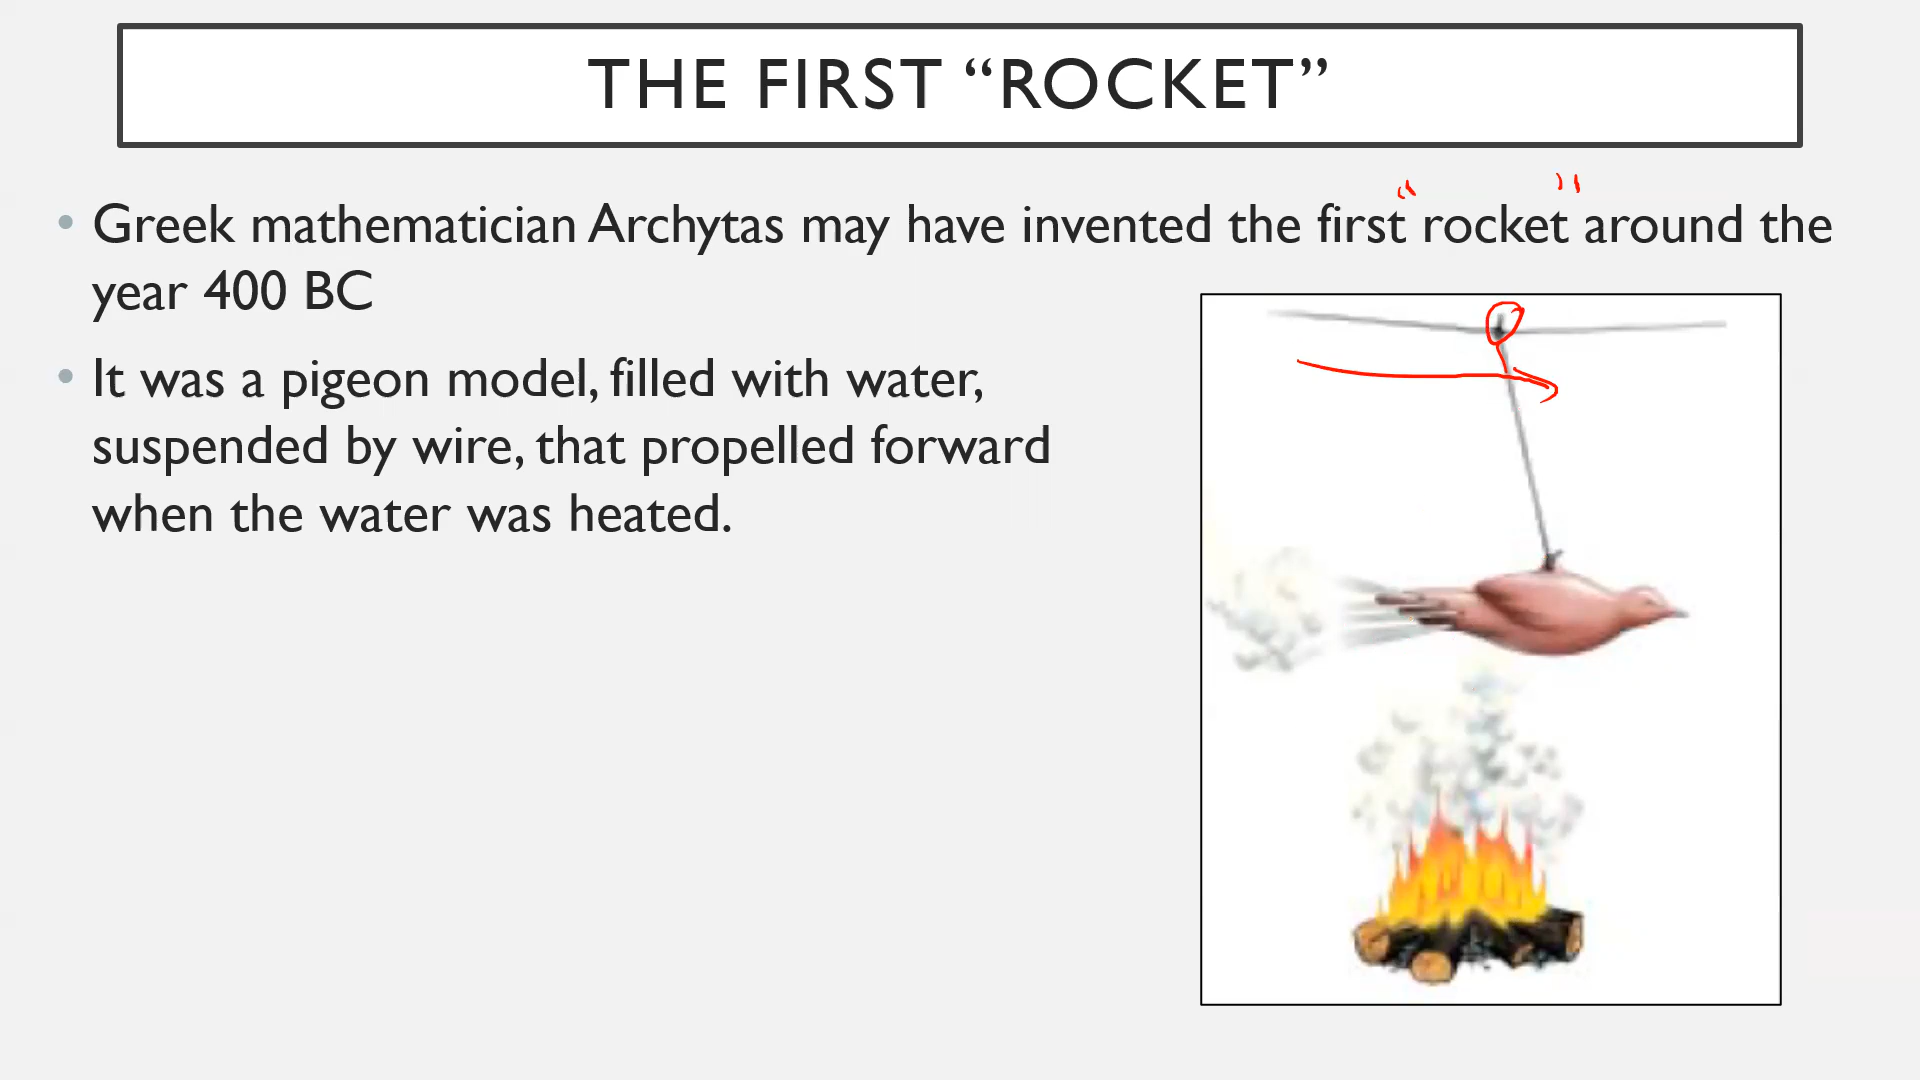 THE FIRST “ROCKET”
• Greek mathematician Archytas may have invented the first " rocket " around the
year 400 BC
• It was a pigeon model, filled with water,
suspended by wire, that propelled forward
when the water was heated.